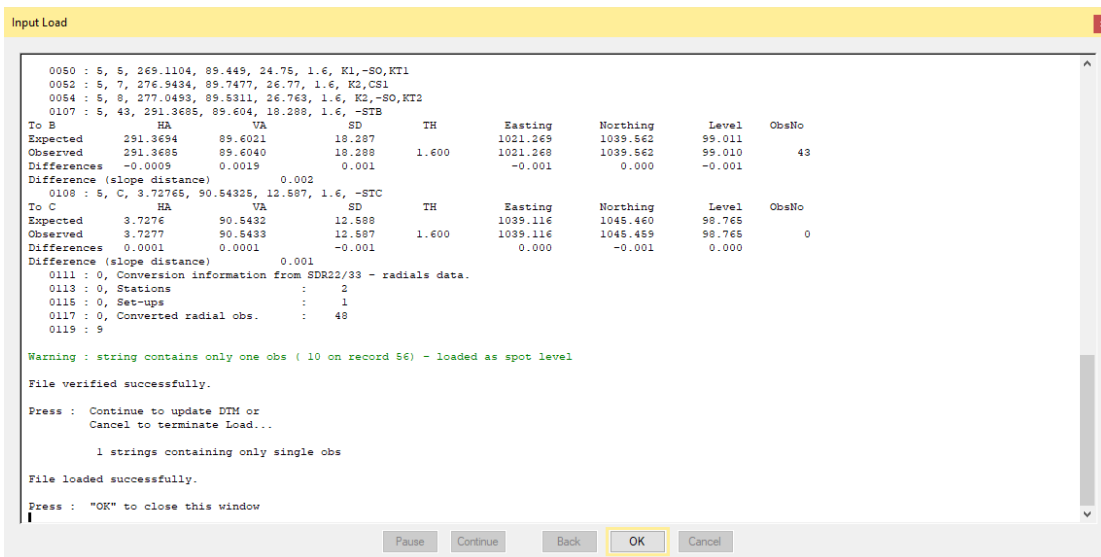 Input Load
0050 : 5, 5, 269.1104, 89.449, 24.75, 1.6, K1,-SO,KT1
0052 : 5, 7, 276.9434, 89.7477, 26.77, 1.6, K2,CS1
0054 : 5, 8, 277.0493, 89.5311, 26.763, 1.6, K2,-SO,KT2
0107 : 5, 43, 291.3685, 89.604, 18.288, 1.6, -STB
To B HA VA SD TH Easting Northing Level ObsNo
Expected 291.3694 89.6021 18.287 1021.269 1039.562 99.011
Observed 291.3685 89.6040 18.288 1.600 1021.268 1039.562 99.010 43
Differences -0.0009 0.0019 0.001 -0.001 0.000 -0.001
Difference (slope distance) 0.002
0108 : 5, C, 3.72765, 90.54325, 12.587, 1.6, -STC
To C HA VA SD TH Easting Northing Level ObsNo
Expected 3.7276 90.5432 12.588 1039.116 1045.460 98.765
Observed 3.7277 90.5433 12.587 1.600 1039.116 1045.459 98.765 0
Differences 0.0001 0.0001 -0.001 0.000 -0.001 0.000
Difference (slope distance) 0.001
0111 : 0, Conversion information from SDR22/33 - radials data.
0113 : 0, Stations : 2
0115 : 0, Set-ups : 1
0117 : 0, Converted radial obs. : 48
0119 : 9
Warning : string contains only one obs ( 10 on record 56) - loaded as spot level
File verified successfully.
Press : Continue to update DTM or
Cancel to terminate Load...
1 strings containing only single obs
File loaded successfully.
Press : "OK" to close this window
Pause Continue Back OK Cancel